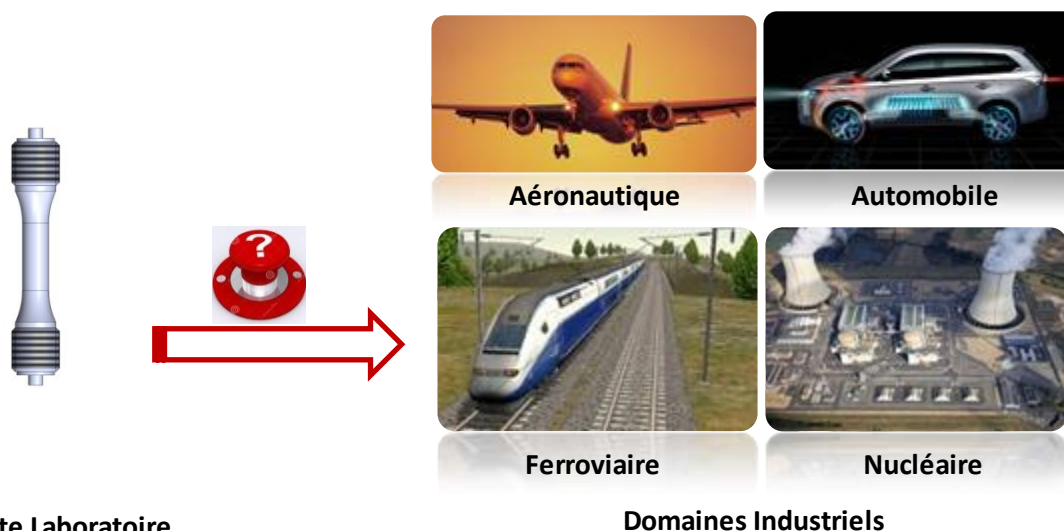 Aéronautique
Automobile
?
Ferroviaire
Nucléaire
Laboratoire
Domaines Industriels